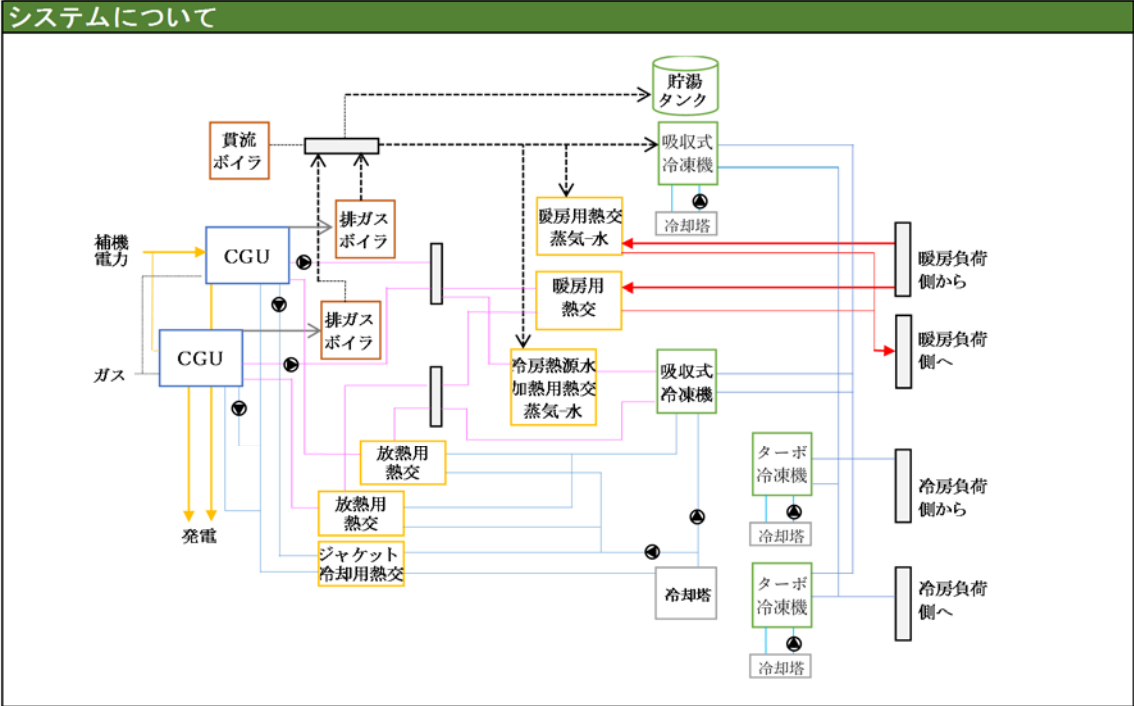 システムについて
貯湯
タンク
貫流
ボイラ
吸収式
冷凍機
冷却塔
排ガス
ボイラ
暖房用熱交
蒸気-水
補機
電力
CGU
暖房負荷
側から
暖房用
熱交
排ガス
ボイラ
暖房負荷
側へ
CGU
ガス
冷房熱源水
加熱用熱交
蒸気-水
吸収式
冷凍機
放熱用
熱交
ターボ
冷凍機
冷房負荷
側から
放熱用
熱交
発電
冷却塔
ジャケット
冷却用熱交
冷却塔
ターボ
冷凍機
冷房負荷
側へ
冷却塔